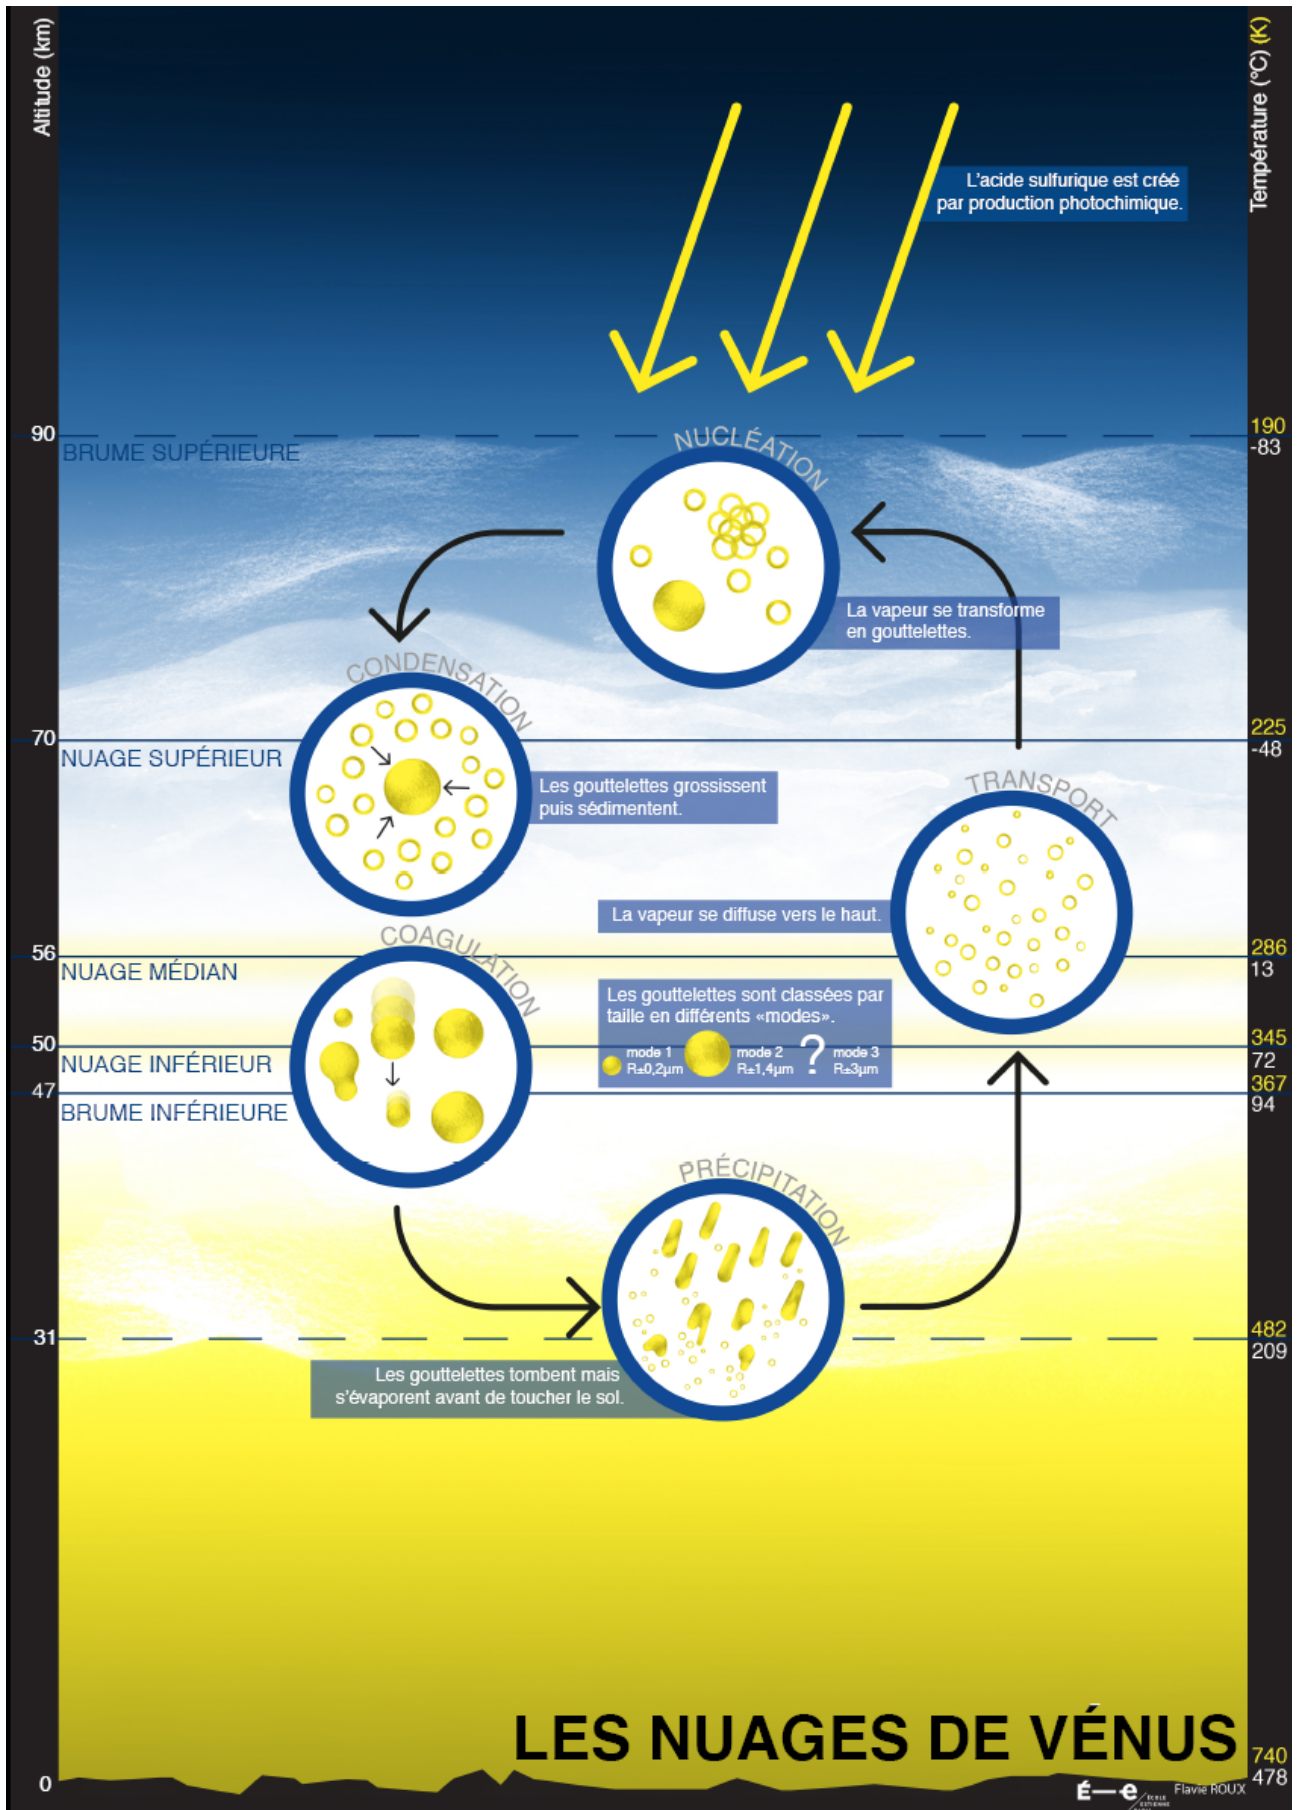 Altitude (km)
Température (°C) (K)
L'acide sulfurique est créé
par production photochimique.
90
BRUME SUPÉRIEURE
190
-83
NUCLÉATION
La vapeur se transforme
en gouttelettes.
CONDENSATION
70
NUAGE SUPÉRIEUR
225
-48
Les gouttelettes grossissent
puis sédimentent.
TRANSPORT
La vapeur se diffuse vers le haut.
COAGULATION
56
NUAGE MÉDIAN
286
13
Les gouttelettes sont classées par
taille en différents «modes».
mode 1
R±0,2µm
mode 2
R±1,4µm
?
mode 3
R±3µm
50
NUAGE INFÉRIEUR
345
72
47
BRUME INFÉRIEURE
367
94
PRÉCIPITATION
31
482
209
Les gouttelettes tombent mais
s'évaporent avant de toucher le sol.
LES NUAGES DE VÉNUS
740
478
0
É—e
ÉCOLE
ESTIENNE
Flavie ROUX